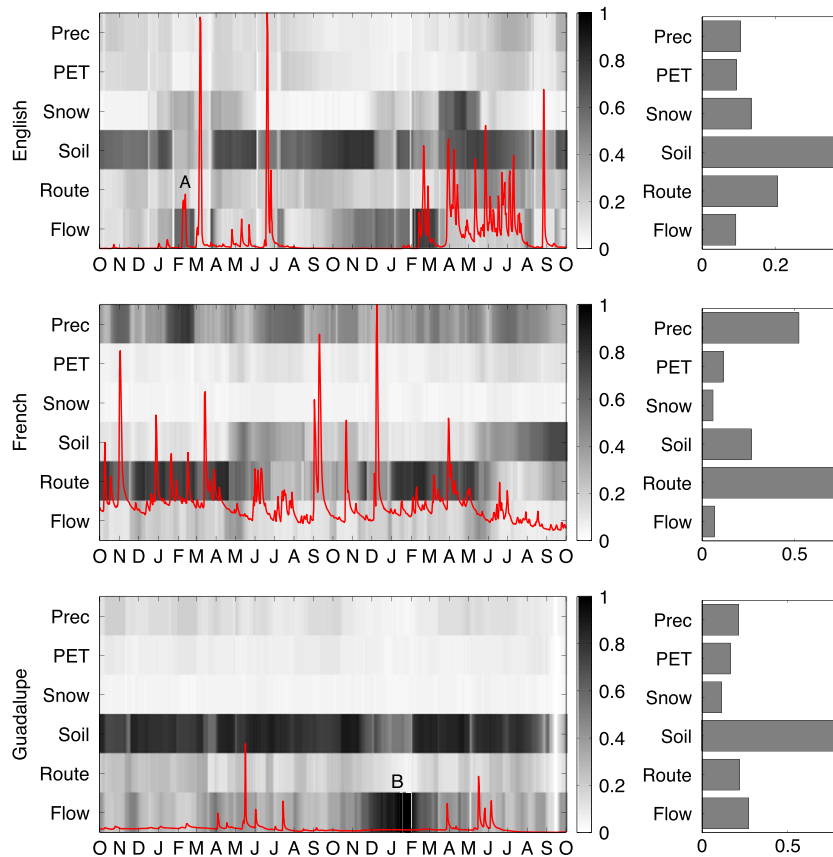 English
Prec
PET
Snow
Soil
Route
Flow
A
O N D J F M A M J J A S O N D J F M A M J J A S O
1
0.8
0.6
0.4
0.2
0
Prec
PET
Snow
Soil
Route
Flow
0 0.2
French
Prec
PET
Snow
Soil
Route
Flow
O N D J F M A M J J A S O N D J F M A M J J A S O
1
0.8
0.6
0.4
0.2
0
Prec
PET
Snow
Soil
Route
Flow
0 0.5
Guadalupe
Prec
PET
Snow
Soil
Route
Flow
B
O N D J F M A M J J A S O N D J F M A M J J A S O
1
0.8
0.6
0.4
0.2
0
Prec
PET
Snow
Soil
Route
Flow
0 0.5